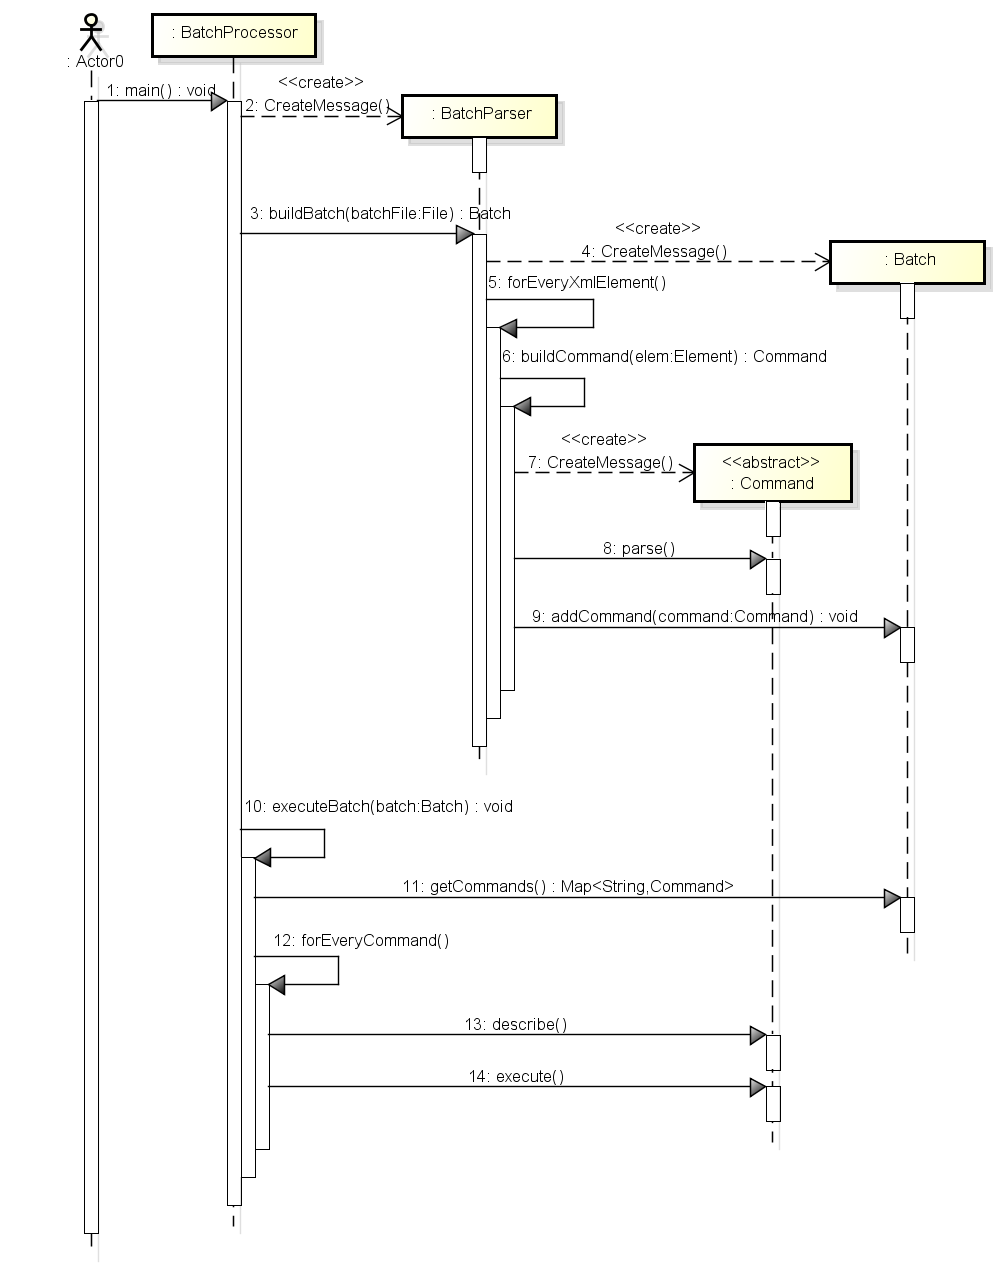 : BatchProcessor
: Actor0
<<create>>
1: main() : void
2: CreateMessage()
: BatchParser
3: buildBatch(batchFile:File) : Batch
<<create>>
4: CreateMessage()
: Batch
5: forEveryXmlElement()
6: buildCommand(elem:Element) : Command
<<create>>
7: CreateMessage()
<<abstract>>
: Command
8: parse()
9: addCommand(command:Command) : void
10: executeBatch(batch:Batch) : void
11: getCommands() : Map<String,Command>
12: forEveryCommand()
13: describe()
14: execute()